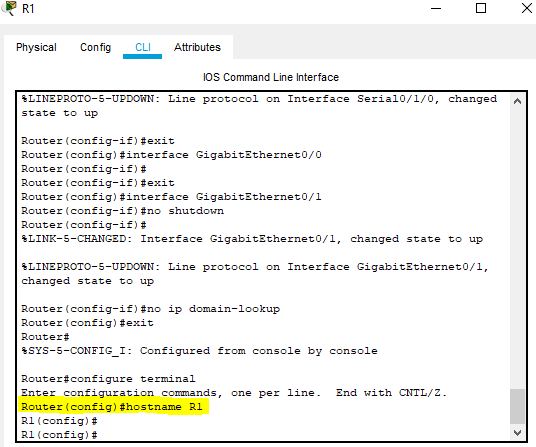 R1
Physical Config CLI Attributes
IOS Command Line Interface
%LINEPROTO-5-UPDOWN: Line protocol on Interface Serial0/1/0, changed
state to up
Router(config-if)#exit
Router(config)#interface GigabitEthernet0/0
Router(config-if)#
Router(config-if)#exit
Router(config)#interface GigabitEthernet0/1
Router(config-if)#no shutdown
Router(config-if)#
%LINK-5-CHANGED: Interface GigabitEthernet0/1, changed state to up
%LINEPROTO-5-UPDOWN: Line protocol on Interface GigabitEthernet0/1,
changed state to up
Router(config-if)#no ip domain-lookup
Router(config)#exit
Router#
%SYS-5-CONFIG_I: Configured from console by console
Router#configure terminal
Enter configuration commands, one per line.  End with CNTL/Z.
Router(config)#hostname R1
R1(config)#
R1(config)#